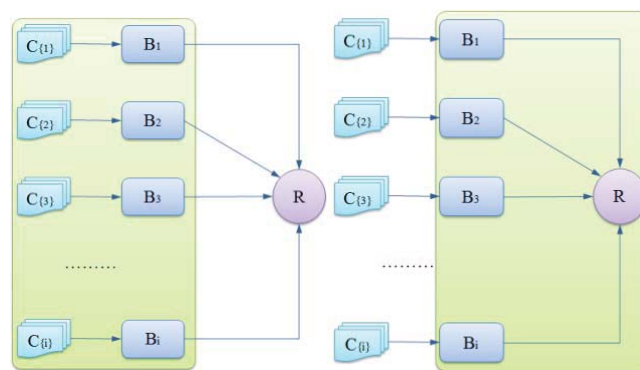 C{1} B1
C{2} B2
C{3} B3
R
.........
C{i} Bi
C{1} B1
C{2} B2
C{3} B3
R
.........
C{i} Bi